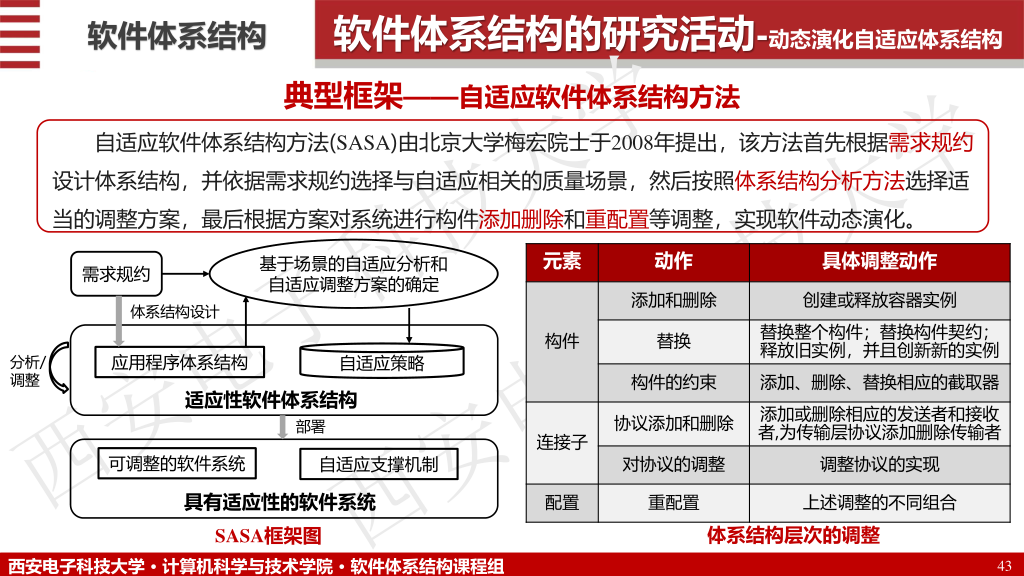 软件体系结构
软件体系结构的研究活动-动态演化自适应体系结构
典型框架——自适应软件体系结构方法
自适应软件体系结构方法(SASA)由北京大学梅宏院士于2008年提出，该方法首先根据需求规约
设计体系结构，并依据需求规约选择与自适应相关的质量场景，然后按照体系结构分析方法选择适
当的调整方案，最后根据方案对系统进行构件添加删除和重配置等调整，实现软件动态演化。
需求规约
基于场景的自适应分析和
自适应调整方案的确定
体系结构设计
应用程序体系结构
自适应策略
分析/
调整
适应性软件体系结构
部署
可调整的软件系统
自适应支撑机制
具有适应性的软件系统
SASA框架图
元素 动作 具体调整动作
构件
添加和删除 创建或释放容器实例
替换
替换整个构件；替换构件契约；
释放旧实例，并且创新新的实例
构件的约束 添加、删除、替换相应的截取器
连接子
协议添加和删除
添加或删除相应的发送者和接收
者,为传输层协议添加删除传输者
对协议的调整 调整协议的实现
配置 重配置 上述调整的不同组合
体系结构层次的调整
西安电子科技大学
西安电子科技大学
西安电子科技大学 • 计算机科学与技术学院 • 软件体系结构课程组
43